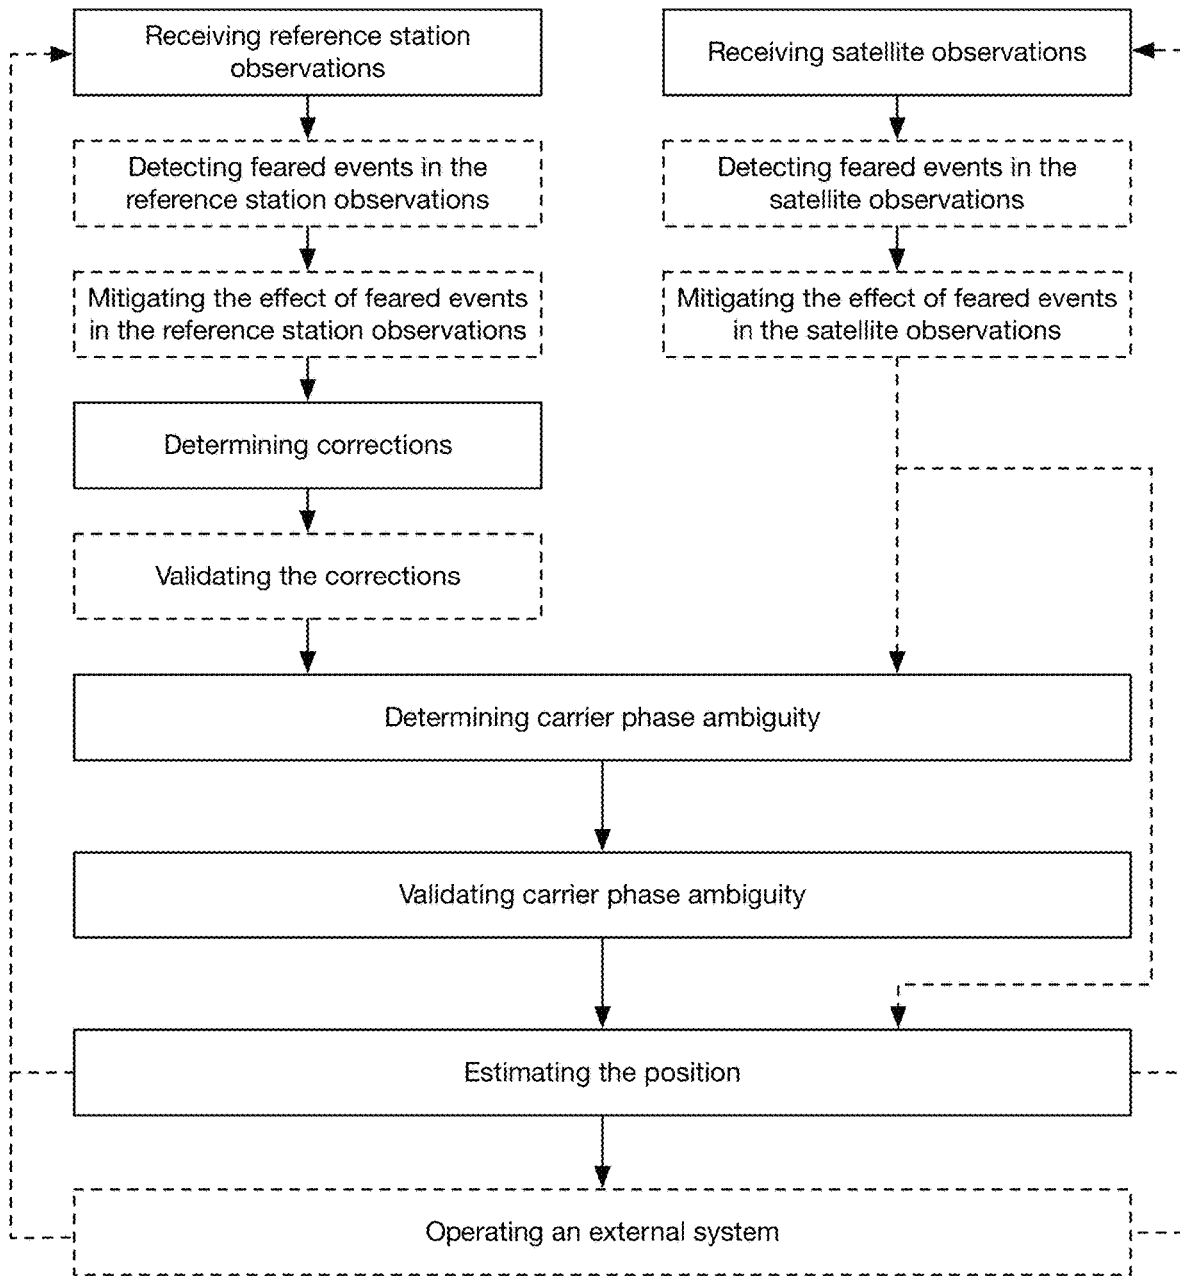 Receiving reference station
observations
Receiving satellite observations
Detecting feared events in the
reference station observations
Detecting feared events in the
satellite observations
Mitigating the effect of feared events
in the reference station observations
Mitigating the effect of feared events
in the satellite observations
Determining corrections
Validating the corrections
Determining carrier phase ambiguity
Validating carrier phase ambiguity
Estimating the position
Operating an external system